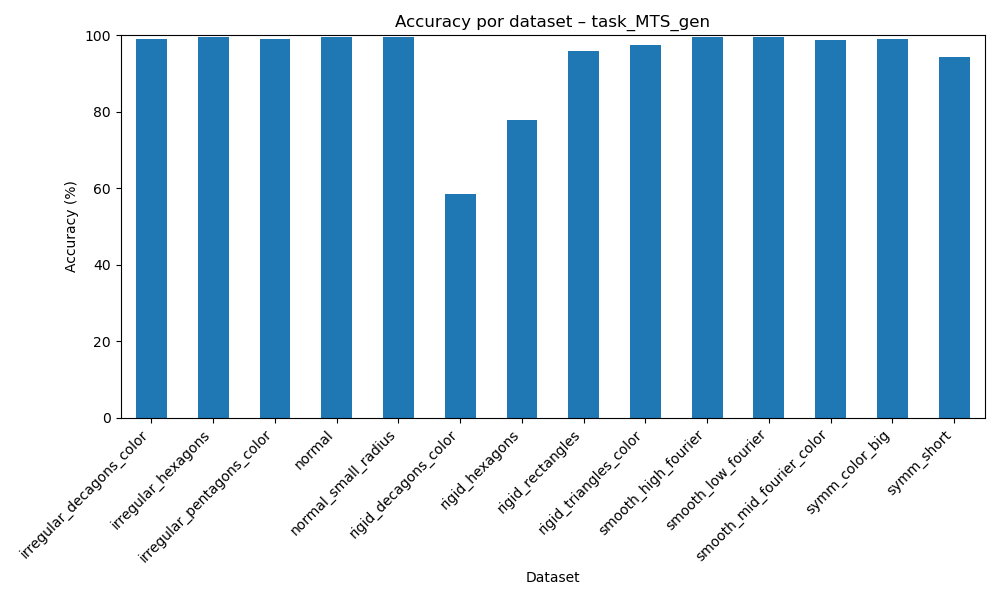 Accuracy por dataset – task_MTS_gen
Accuracy (%)
100
80
60
40
20
0
irregular_decagons_color
irregular_hexagons
irregular_pentagons_color
normal
normal_small_radius
rigid_decagons_color
rigid_hexagons
rigid_rectangles
rigid_triangles_color
smooth_high_fourier
smooth_low_fourier
smooth_mid_fourier_color
symm_color_big
symm_short
Dataset